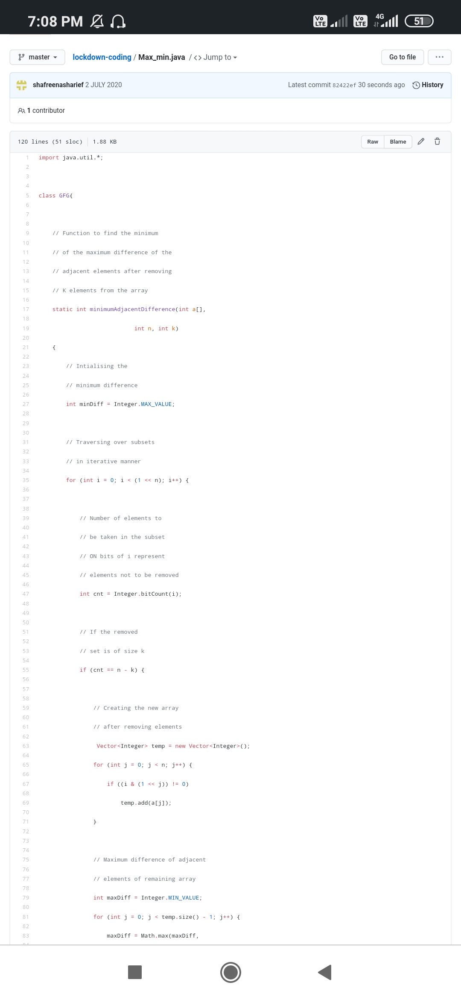 7:08 PM Vo LTE Vo LTE 4G 51
master lockdown-coding / Max_min.java / <> Jump to Go to file ...
shafreenasharief 2 JULY 2020 Latest commit 82422ef 30 seconds ago History
1 contributor
120 lines (51 sloc) 1.88 KB Raw Blame
1 import java.util.*;
2
3
4
5 class GFG{
6
7
8
9 // Function to find the minimum
10
11 // of the maximum difference of the
12
13 // adjacent elements after removing
14
15 // K elements from the array
16
17 static int minimumAdjacentDifference(int a[],
18
19 int n, int k)
20
21 {
22
23 // Intialising the
24
25 // minimum difference
26
27 int minDiff = Integer.MAX_VALUE;
28
29
30
31 // Traversing over subsets
32
33 // in iterative manner
34
35 for (int i = 0; i < (1 << n); i++) {
36
37
38
39 // Number of elements to
40
41 // be taken in the subset
42
43 // ON bits of i represent
44
45 // elements not to be removed
46
47 int cnt = Integer.bitCount(i);
48
49
50
51 // If the removed
52
53 // set is of size k
54
55 if (cnt == n - k) {
56
57
58
59 // Creating the new array
60
61 // after removing elements
62
63 Vector<Integer> temp = new Vector<Integer>();
64
65 for (int j = 0; j < n; j++) {
66
67 if ((i & (1 << j)) != 0)
68
69 temp.add(a[j]);
70
71 }
72
73
74
75 // Maximum difference of adjacent
76
77 // elements of remaining array
78
79 int maxDiff = Integer.MIN_VALUE;
80
81 for (int j = 0; j < temp.size() - 1; j++) {
82
83 maxDiff = Math.max(maxDiff,